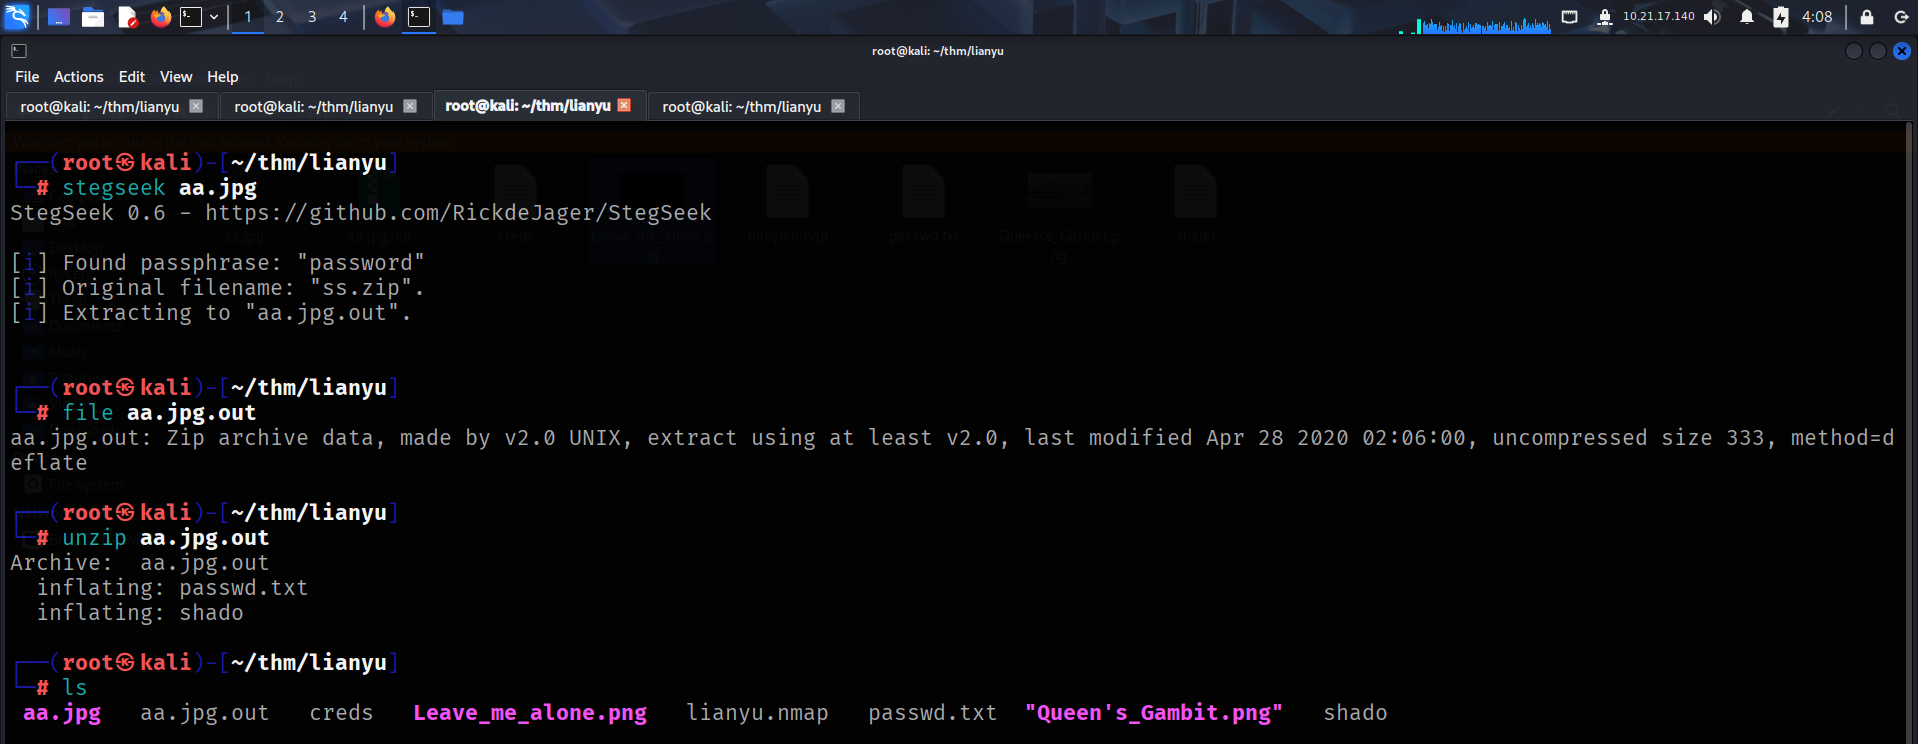 1 2 3 4 10.21.17.140 4:08
root@kali: ~/thm/lianyu
File Actions Edit View Help
root@kali: ~/thm/lianyu root@kali: ~/thm/lianyu root@kali: ~/thm/lianyu root@kali: ~/thm/lianyu
(root㉿kali)-[~/thm/lianyu]
# stegseek aa.jpg
StegSeek 0.6 - https://github.com/RickdeJager/StegSeek
[i] Found passphrase: "password"
[i] Original filename: "ss.zip".
[i] Extracting to "aa.jpg.out".
(root㉿kali)-[~/thm/lianyu]
# file aa.jpg.out
aa.jpg.out: Zip archive data, made by v2.0 UNIX, extract using at least v2.0, last modified Apr 28 2020 02:06:00, uncompressed size 333, method=d
eflate
(root㉿kali)-[~/thm/lianyu]
# unzip aa.jpg.out
Archive:  aa.jpg.out
  inflating: passwd.txt
  inflating: shado
(root㉿kali)-[~/thm/lianyu]
# ls
aa.jpg   aa.jpg.out   creds   Leave_me_alone.png   lianyu.nmap   passwd.txt  "Queen's_Gambit.png"   shado